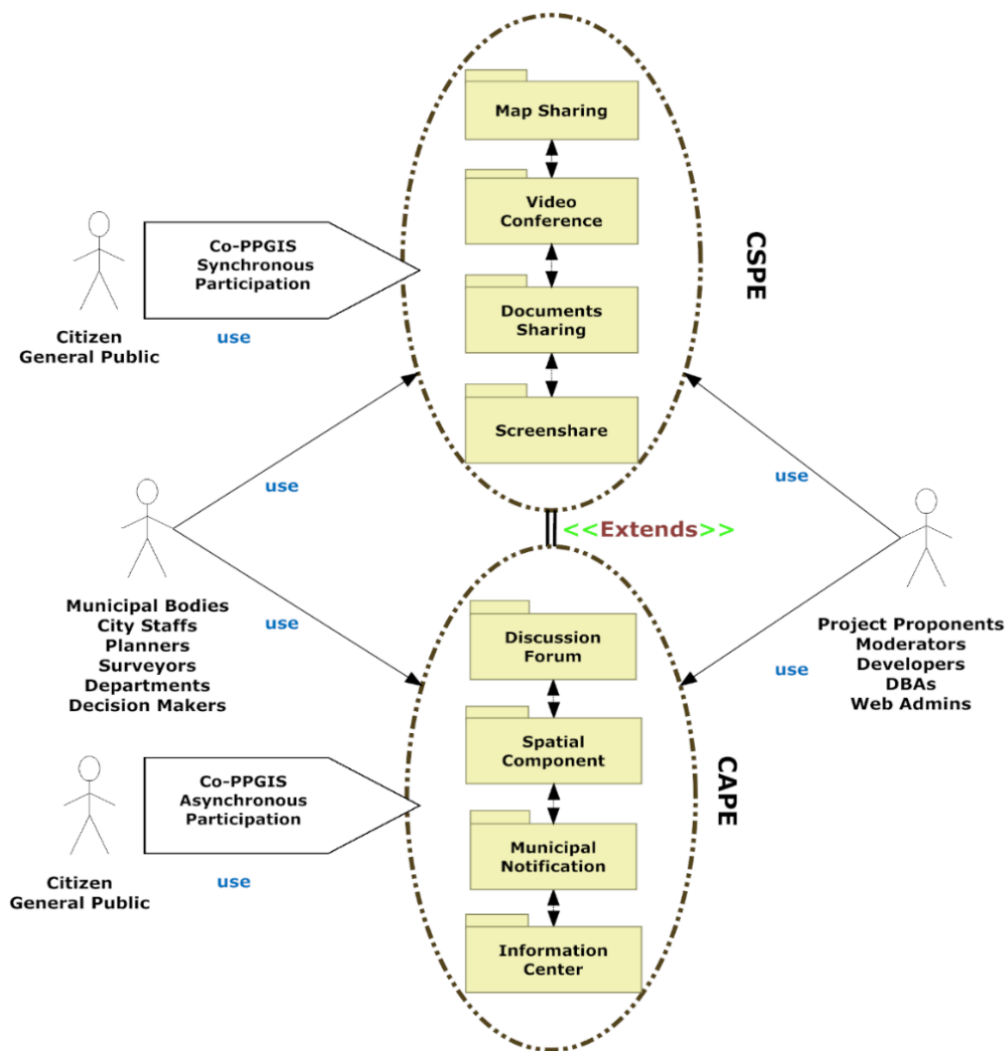 Map Sharing
Video
Conference
Documents
Sharing
Screenshare
CSPE
Co-PPGIS
Synchronous
Participation
use
Citizen
General Public
use
use
<<Extends>>
Municipal Bodies
City Staffs
Planners
Surveyors
Departments
Decision Makers
use
use
Project Proponents
Moderators
Developers
DBAs
Web Admins
Discussion
Forum
Spatial
Component
Municipal
Notification
Information
Center
CAPE
Co-PPGIS
Asynchronous
Participation
use
Citizen
General Public